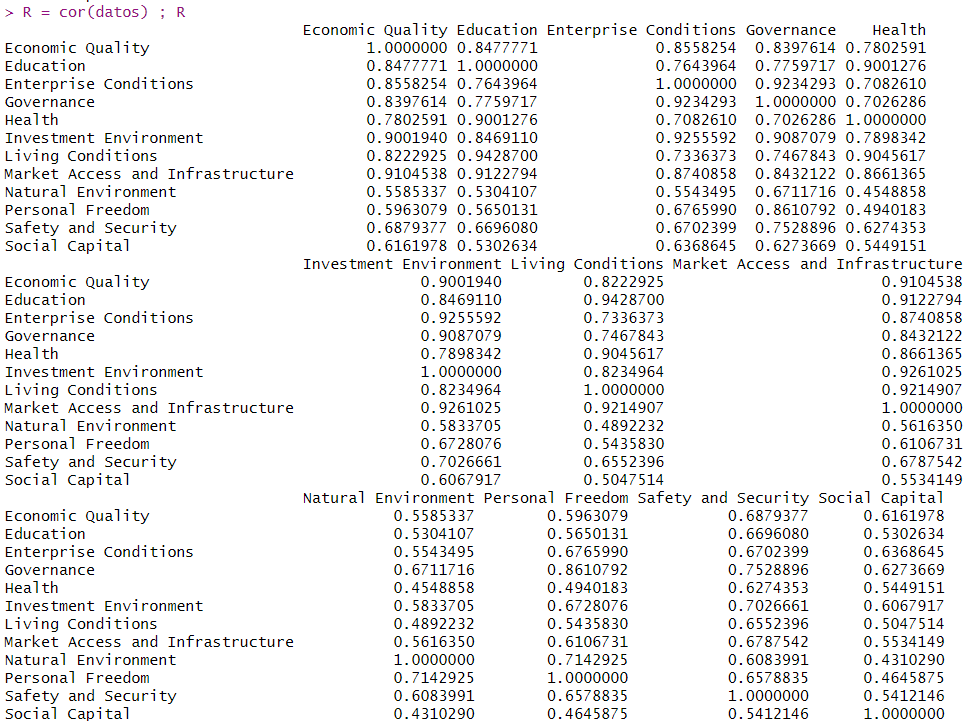 > R = cor(datos) ; R
Economic Quality Education Enterprise Conditions Governance Health
Economic Quality 1.0000000 0.8477771 0.8558254 0.8397614 0.7802591
Education 0.8477771 1.0000000 0.7643964 0.7759717 0.9001276
Enterprise Conditions 0.8558254 0.7643964 1.0000000 0.9234293 0.7082610
Governance 0.8397614 0.7759717 0.9234293 1.0000000 0.7026286
Health 0.7802591 0.9001276 0.7082610 0.7026286 1.0000000
Investment Environment 0.9001940 0.8469110 0.9255592 0.9087079 0.7898342
Living Conditions 0.8222925 0.9428700 0.7336373 0.7467843 0.9045617
Market Access and Infrastructure 0.9104538 0.9122794 0.8740858 0.8432122 0.8661365
Natural Environment 0.5585337 0.5304107 0.5543495 0.6711716 0.4548858
Personal Freedom 0.5963079 0.5650131 0.6765990 0.8610792 0.4940183
Safety and Security 0.6879377 0.6696080 0.6702399 0.7528896 0.6274353
Social Capital 0.6161978 0.5302634 0.6368645 0.6273669 0.5449151
Investment Environment Living Conditions Market Access and Infrastructure
Economic Quality 0.9001940 0.8222925 0.9104538
Education 0.8469110 0.9428700 0.9122794
Enterprise Conditions 0.9255592 0.7336373 0.8740858
Governance 0.9087079 0.7467843 0.8432122
Health 0.7898342 0.9045617 0.8661365
Investment Environment 1.0000000 0.8234964 0.9261025
Living Conditions 0.8234964 1.0000000 0.9214907
Market Access and Infrastructure 0.9261025 0.9214907 1.0000000
Natural Environment 0.5833705 0.4892232 0.5616350
Personal Freedom 0.6728076 0.5435830 0.6106731
Safety and Security 0.7026661 0.6552396 0.6787542
Social Capital 0.6067917 0.5047514 0.5534149
Natural Environment Personal Freedom Safety and Security Social Capital
Economic Quality 0.5585337 0.5963079 0.6879377 0.6161978
Education 0.5304107 0.5650131 0.6696080 0.5302634
Enterprise Conditions 0.5543495 0.6765990 0.6702399 0.6368645
Governance 0.6711716 0.8610792 0.7528896 0.6273669
Health 0.4548858 0.4940183 0.6274353 0.5449151
Investment Environment 0.5833705 0.6728076 0.7026661 0.6067917
Living Conditions 0.4892232 0.5435830 0.6552396 0.5047514
Market Access and Infrastructure 0.5616350 0.6106731 0.6787542 0.5534149
Natural Environment 1.0000000 0.7142925 0.6083991 0.4310290
Personal Freedom 0.7142925 1.0000000 0.6578835 0.4645875
Safety and Security 0.6083991 0.6578835 1.0000000 0.5412146
Social Capital 0.4310290 0.4645875 0.5412146 1.0000000